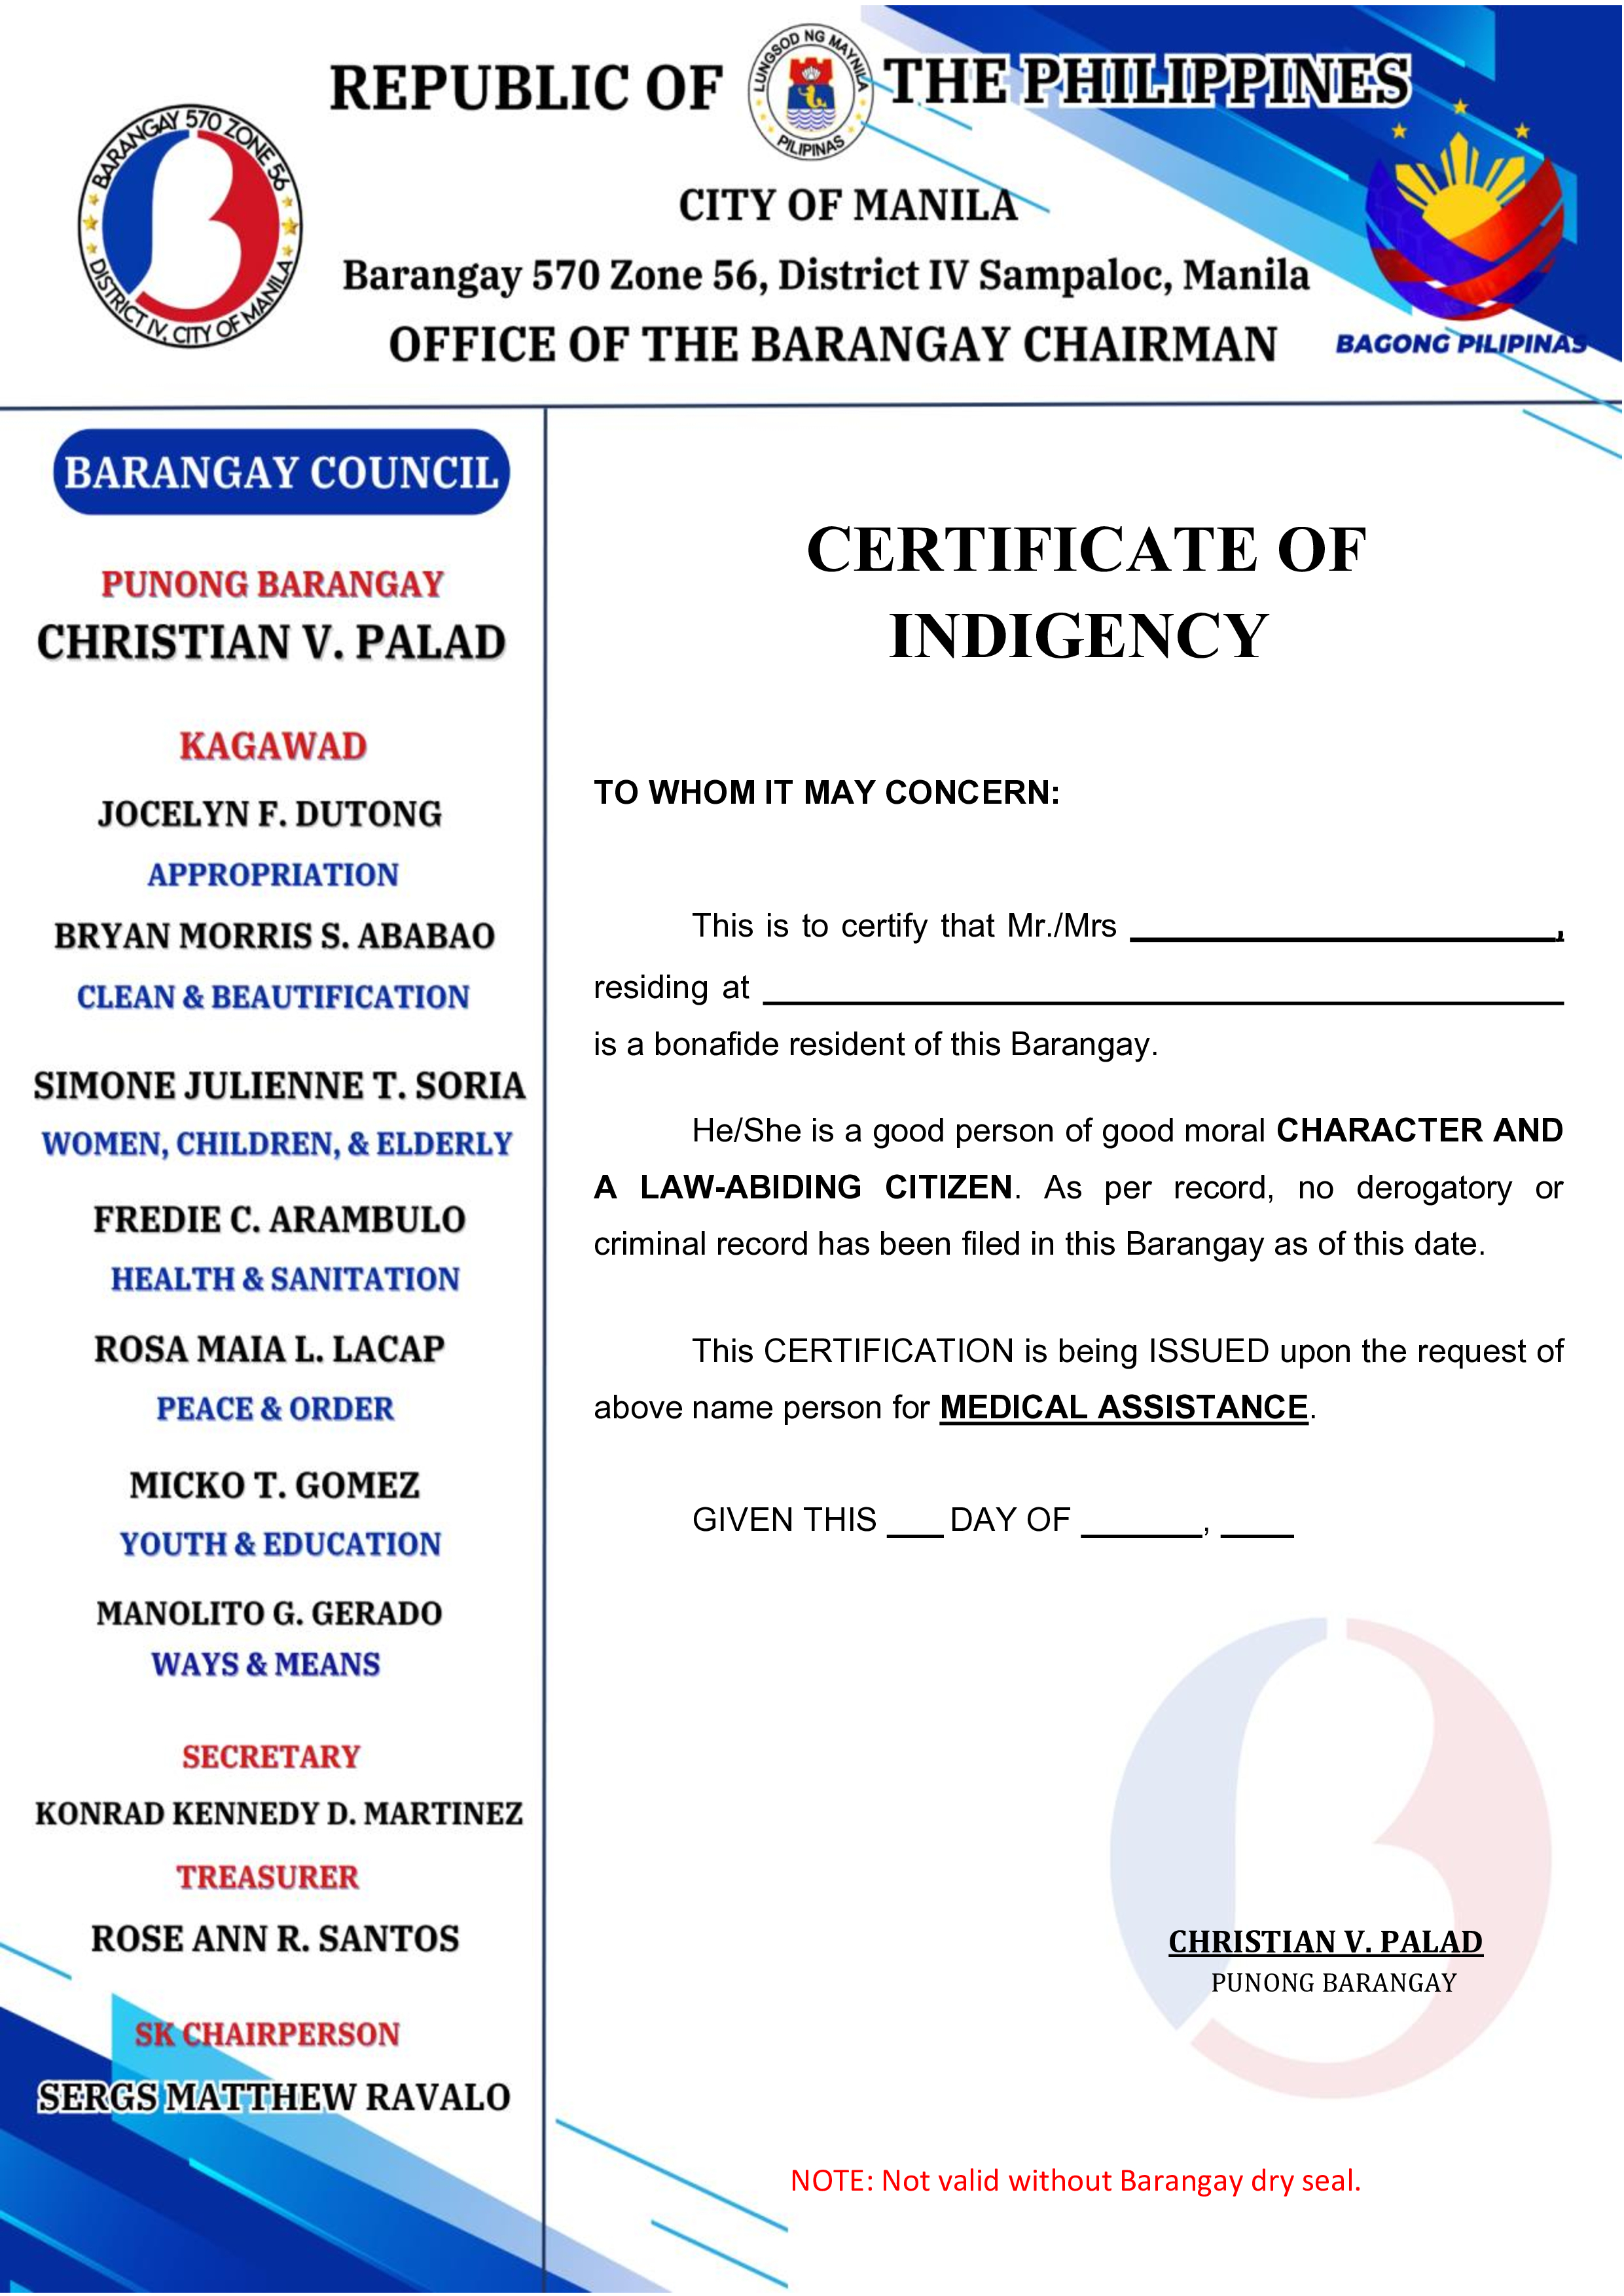 REPUBLIC OF THE PHILIPPINES
LUNGSOD NG MAYNILA
PILIPINAS
BARANGAY 570 ZONE 56
DISTRICT IV, CITY OF MANILA
CITY OF MANILA
Barangay 570 Zone 56, District IV Sampaloc, Manila
OFFICE OF THE BARANGAY CHAIRMAN
BAGONG PILIPINAS
BARANGAY COUNCIL
PUNONG BARANGAY
CHRISTIAN V. PALAD
KAGAWAD
JOCELYN F. DUTONG
APPROPRIATION
BRYAN MORRIS S. ABABAO
CLEAN & BEAUTIFICATION
SIMONE JULIENNE T. SORIA
WOMEN, CHILDREN, & ELDERLY
FREDIE C. ARAMBULO
HEALTH & SANITATION
ROSA MAIA L. LACAP
PEACE & ORDER
MICKO T. GOMEZ
YOUTH & EDUCATION
MANOLITO G. GERADO
WAYS & MEANS
SECRETARY
KONRAD KENNEDY D. MARTINEZ
TREASURER
ROSE ANN R. SANTOS
SK CHAIRPERSON
SERGS MATTHEW RAVALO
CERTIFICATE OF
INDIGENCY
TO WHOM IT MAY CONCERN:
This is to certify that Mr./Mrs ____________________,
residing at ________________________________________
is a bonafide resident of this Barangay.
He/She is a good person of good moral CHARACTER AND
A LAW-ABIDING CITIZEN. As per record, no derogatory or
criminal record has been filed in this Barangay as of this date.
This CERTIFICATION is being ISSUED upon the request of
above name person for MEDICAL ASSISTANCE.
GIVEN THIS ___ DAY OF ______, ____
CHRISTIAN V. PALAD
PUNONG BARANGAY
NOTE: Not valid without Barangay dry seal.